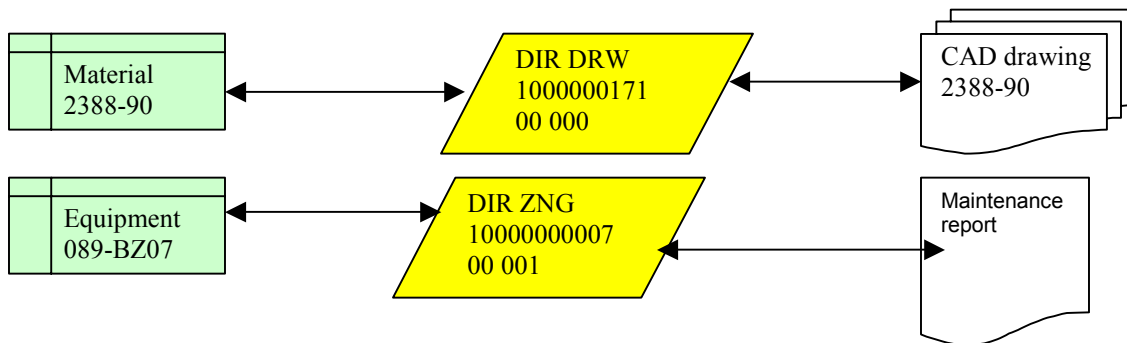 Material
2388-90
DIR DRW
1000000171
00 000
CAD drawing
2388-90
Equipment
089-BZ07
DIR ZNG
10000000007
00 001
Maintenance
report